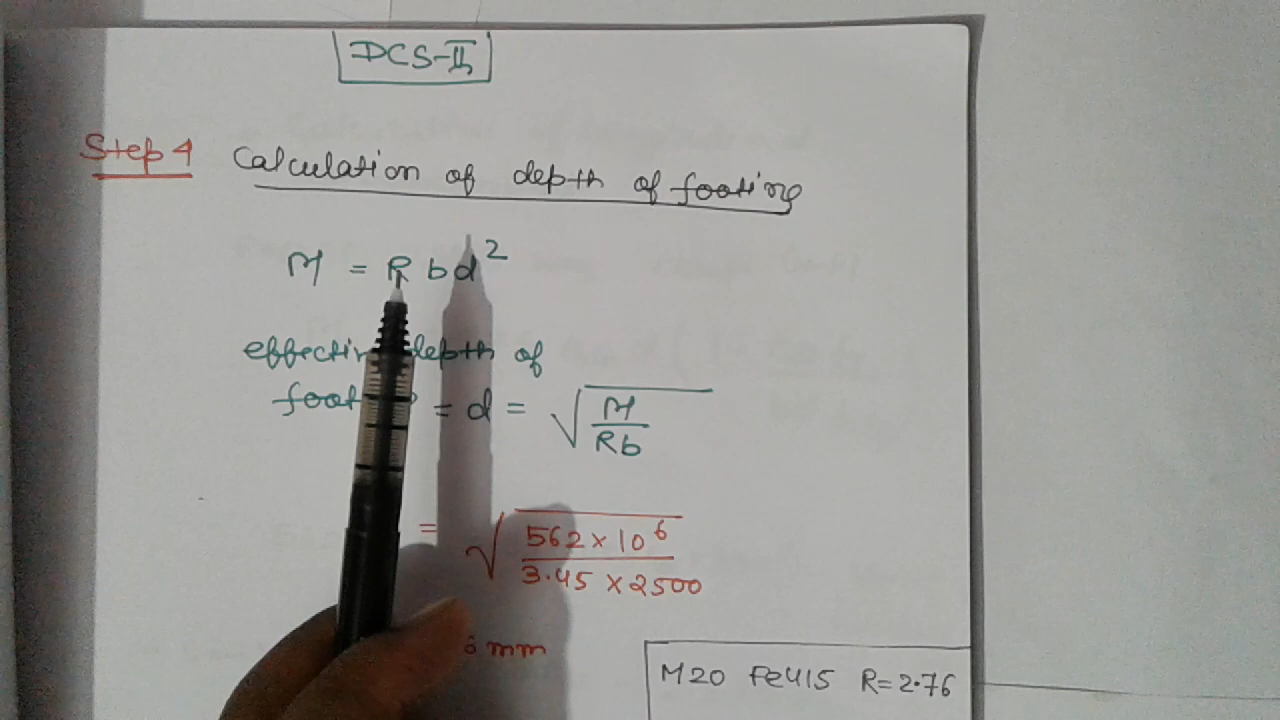 DCS-II
Step 4 Calculation of depth of footing
M = R b d²
depth of
= d = √(M / Rb)
= √(562 × 10⁶ / 3.45 × 2500)
mm
M20 Fe415 R=2.76